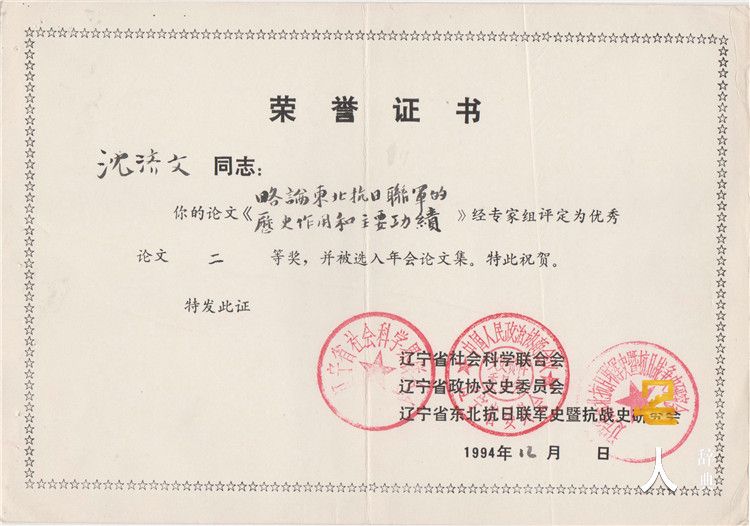 荣誉证书
沈济文 同志:
你的论文《略論東北抗日聯軍的
歷史作用和主要功績》经专家组评定为优秀
论文 二 等奖，并被选入年会论文集。特此祝贺。
特发此证
辽宁省社会科学联合会
辽宁省政协文史委员会
辽宁省东北抗日联军史暨抗战史研究会
1994年12月 日
人
辞典